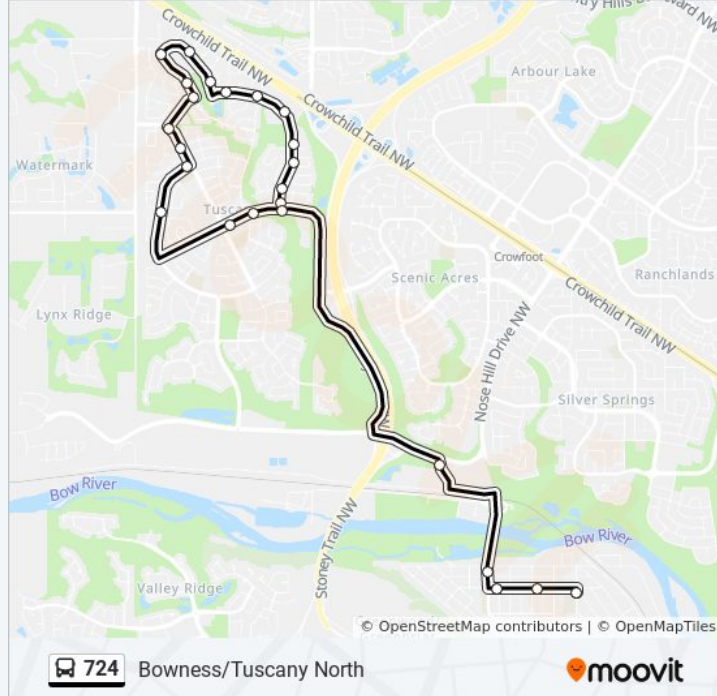 Crowchild Trail NW
ntry Hills Boulevard NW
Arbour Lake
Crowchild Trail NW
Watermark
Tusca
Crowfoot
Scenic Acres
Ranchlands
Crowchild Trail NW
Lynx Ridge
Nose Hill Drive NW
Silver Springs
Bow River
Stoney Trail NW
Bow River
Valley Ridge
© OpenStreetMap contributors | © OpenMapTiles
724 Bowness/Tuscany North
moovit